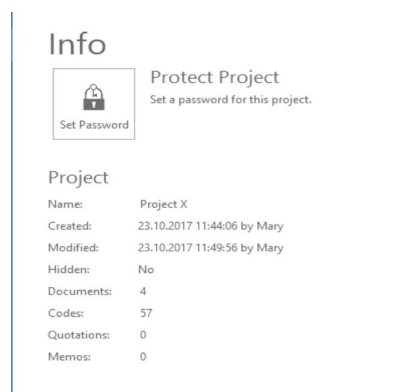 Info
Protect Project
Set a password for this project.
Set Password
Project
Name: Project X
Created: 23.10.2017 11:44:06 by Mary
Modified: 23.10.2017 11:49:56 by Mary
Hidden: No
Documents: 4
Codes: 57
Quotations: 0
Memos: 0